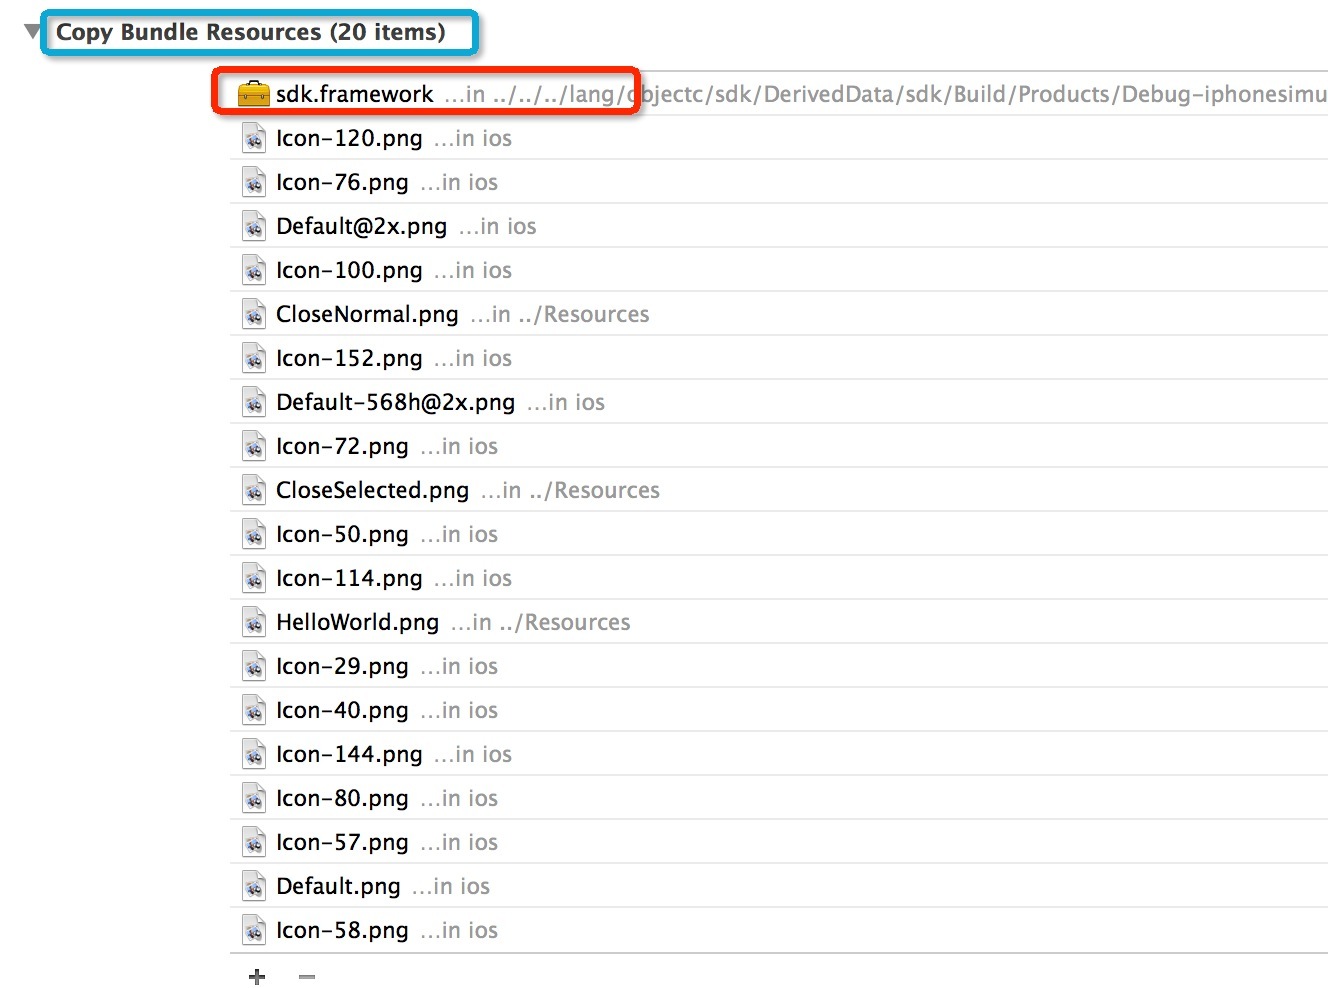 Copy Bundle Resources (20 items)
sdk.framework ...in ../../../lang/objectc/sdk/DerivedData/sdk/Build/Products/Debug-iphonesimu
Icon-120.png ...in ios
Icon-76.png ...in ios
Default@2x.png ...in ios
Icon-100.png ...in ios
CloseNormal.png ...in ../Resources
Icon-152.png ...in ios
Default-568h@2x.png ...in ios
Icon-72.png ...in ios
CloseSelected.png ...in ../Resources
Icon-50.png ...in ios
Icon-114.png ...in ios
HelloWorld.png ...in ../Resources
Icon-29.png ...in ios
Icon-40.png ...in ios
Icon-144.png ...in ios
Icon-80.png ...in ios
Icon-57.png ...in ios
Default.png ...in ios
Icon-58.png ...in ios